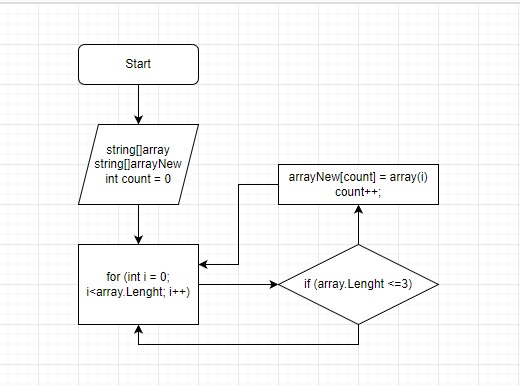 Start
string[]array
string[]arrayNew
int count = 0
arrayNew[count] = array(i)
count++;
for (int i = 0;
i<array.Lenght; i++)
if (array.Lenght <=3)